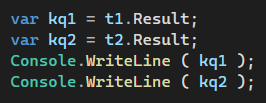 var kq1 = t1.Result;
var kq2 = t2.Result;
Console.WriteLine ( kq1 );
Console.WriteLine ( kq2 );